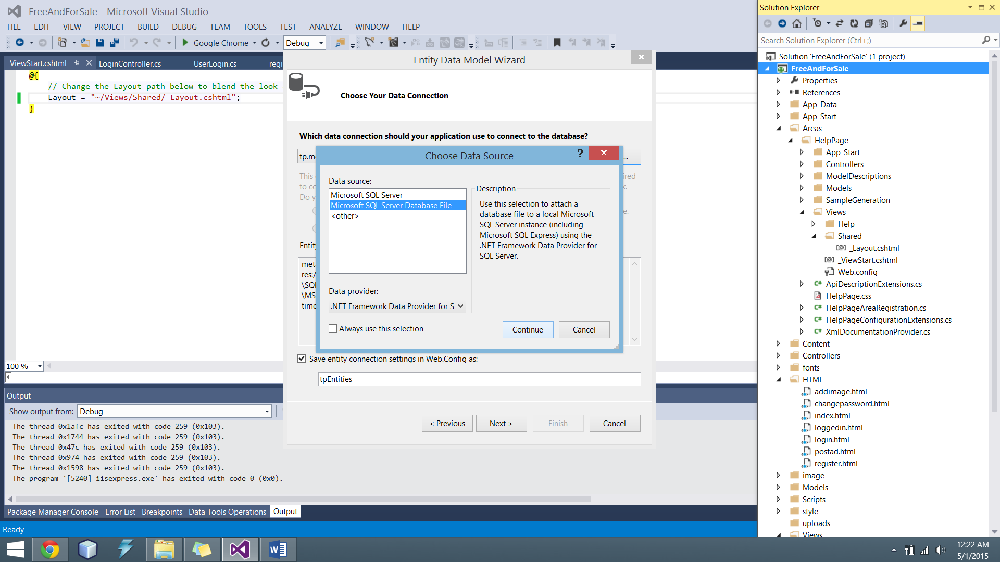 FreeAndForSale - Microsoft Visual Studio
FILE EDIT VIEW PROJECT BUILD DEBUG TEAM TOOLS TEST ANALYZE WINDOW HELP
Google Chrome Debug
_ViewStart.cshtml LoginController.cs UserLogin.cs regi
@{
// Change the Layout path below to blend the look
Layout = "~/Views/Shared/_Layout.cshtml";
}
100 %
Entity Data Model Wizard
Choose Your Data Connection
Which data connection should your application use to connect to the database?
tp.m ...
This ired
to co
Do y
e.
Entity
met
res:/
\SQ
\MS
time
Choose Data Source
?
Data source:
Microsoft SQL Server
Microsoft SQL Server Database File
<other>
Description
Use this selection to attach a
database file to a local Microsoft
SQL Server instance (including
Microsoft SQL Express) using the
.NET Framework Data Provider for
SQL Server.
Data provider:
.NET Framework Data Provider for S
Always use this selection
Continue Cancel
Save entity connection settings in Web.Config as:
tpEntities
< Previous Next > Finish Cancel
Output
Show output from: Debug
The thread 0x1afc has exited with code 259 (0x103).
The thread 0x1744 has exited with code 259 (0x103).
The thread 0x47c has exited with code 259 (0x103).
The thread 0x974 has exited with code 259 (0x103).
The thread 0x1598 has exited with code 259 (0x103).
The program '[5240] iisexpress.exe' has exited with code 0 (0x0).
Package Manager Console Error List Breakpoints Data Tools Operations Output
Ready
Solution Explorer
Search Solution Explorer (Ctrl+;)
Solution 'FreeAndForSale' (1 project)
FreeAndForSale
Properties
References
App_Data
App_Start
Areas
HelpPage
App_Start
Controllers
ModelDescriptions
Models
SampleGeneration
Views
Help
Shared
_Layout.cshtml
_ViewStart.cshtml
Web.config
ApiDescriptionExtensions.cs
HelpPage.css
HelpPageAreaRegistration.cs
HelpPageConfigurationExtensions.cs
XmlDocumentationProvider.cs
Content
Controllers
fonts
HTML
addimage.html
changepassword.html
index.html
loggedin.html
login.html
postad.html
register.html
image
Models
Scripts
style
uploads
Views
12:22 AM
5/1/2015